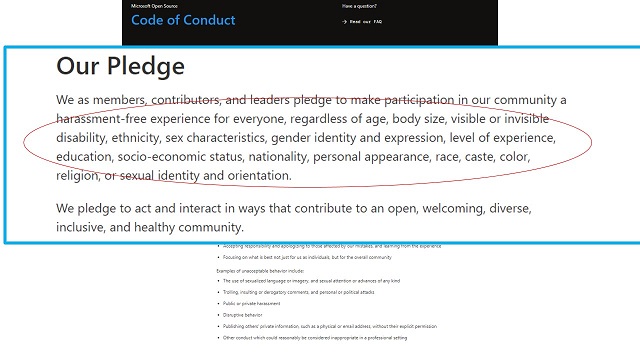 Microsoft Open Source
Have a question?
Code of Conduct
→ Read our FAQ
Our Pledge
We as members, contributors, and leaders pledge to make participation in our community a
harassment-free experience for everyone, regardless of age, body size, visible or invisible
disability, ethnicity, sex characteristics, gender identity and expression, level of experience,
education, socio-economic status, nationality, personal appearance, race, caste, color,
religion, or sexual identity and orientation.
We pledge to act and interact in ways that contribute to an open, welcoming, diverse,
inclusive, and healthy community.
• Accepting responsibility and apologizing to those affected by our mistakes, and learning from the experience
• Focusing on what is best not just for us as individuals, but for the overall community
Examples of unacceptable behavior include:
• The use of sexualized language or imagery, and sexual attention or advances of any kind
• Trolling, insulting or derogatory comments, and personal or political attacks
• Public or private harassment
• Disruptive behavior
• Publishing others' private information, such as a physical or email address, without their explicit permission
• Other conduct which could reasonably be considered inappropriate in a professional setting